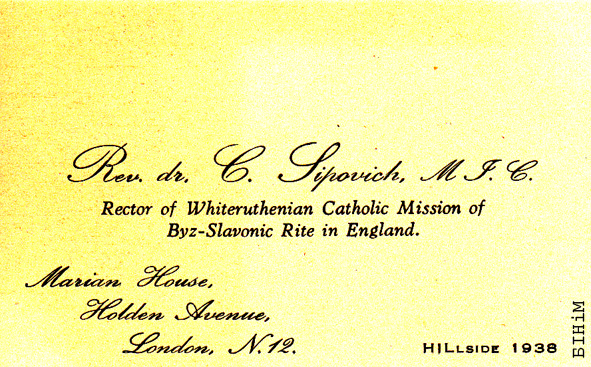 Rev. dr. C. Sipovich, M I. C.
Rector of Whiteruthenian Catholic Mission of
Byz-Slavonic Rite in England.
Marian House,
Holden Avenue,
London, N.12.
HILLSIDE 1938
БІНіМ